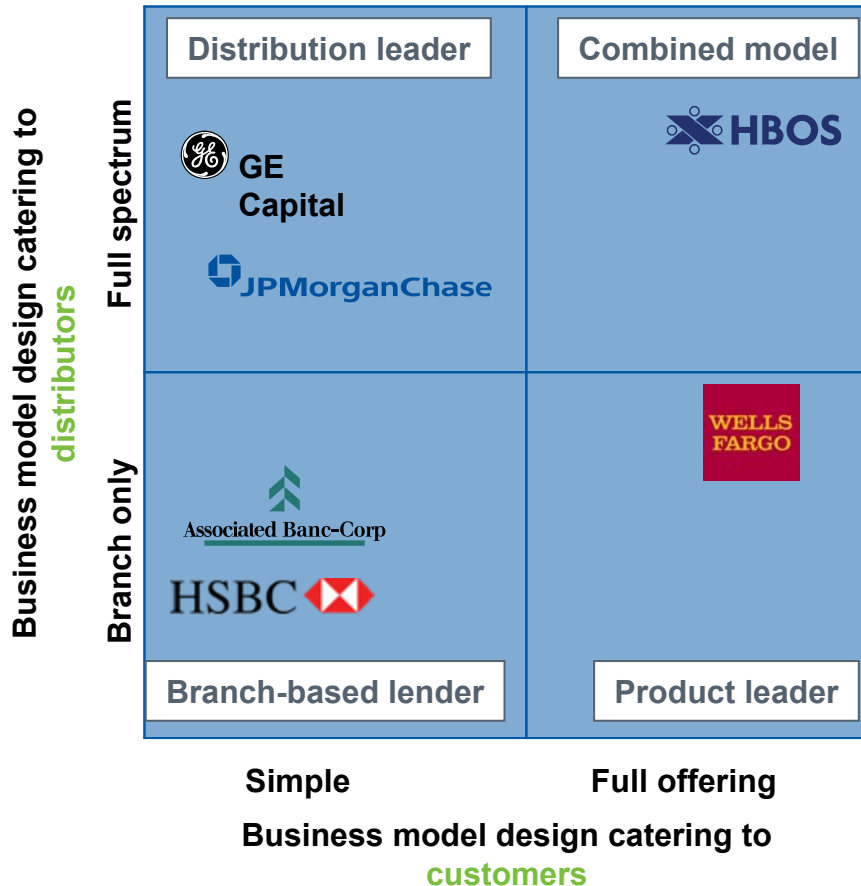 Distribution leader
Combined model
HBOS
GE
GE
Capital
JPMorganChase
WELLS
FARGO
Associated Banc-Corp
HSBC
Branch-based lender
Product leader
Business model design catering to
distributors
Full spectrum
Branch only
Simple
Full offering
Business model design catering to
customers